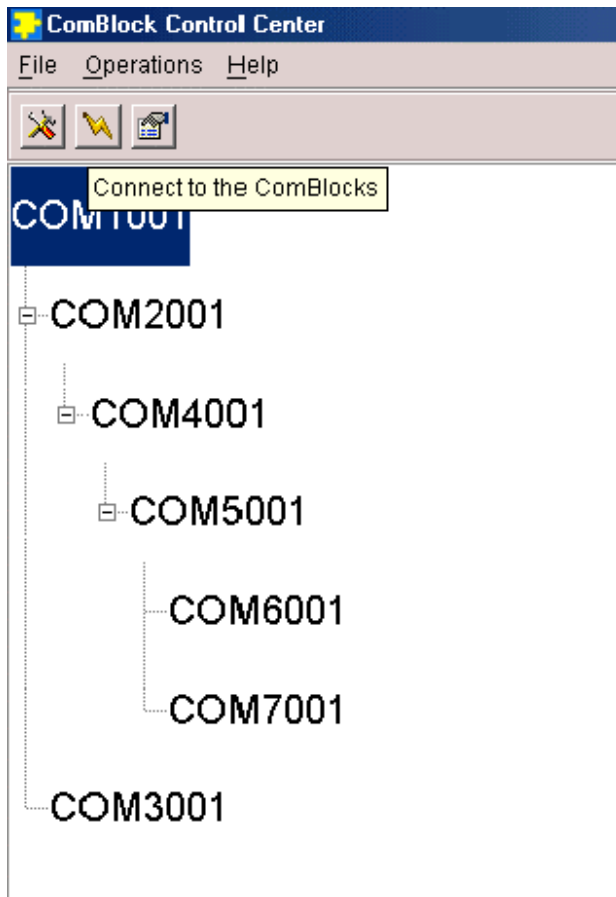 ComBlock Control Center
File Operations Help
Connect to the ComBlocks
COM1001
COM2001
COM4001
COM5001
COM6001
COM7001
COM3001